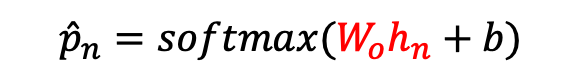 p̂ₙ = softmax(Wₒhₙ + b)